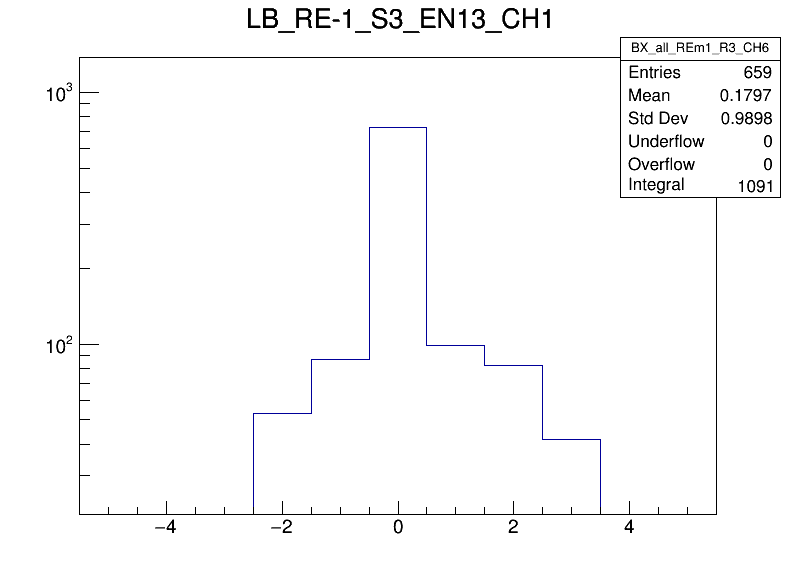 LB_RE-1_S3_EN13_CH1
BX_all_REm1_R3_CH6
Entries 659
Mean 0.1797
Std Dev 0.9898
Underflow 0
Overflow 0
Integral 1091
10³
10²
−4 −2 0 2 4